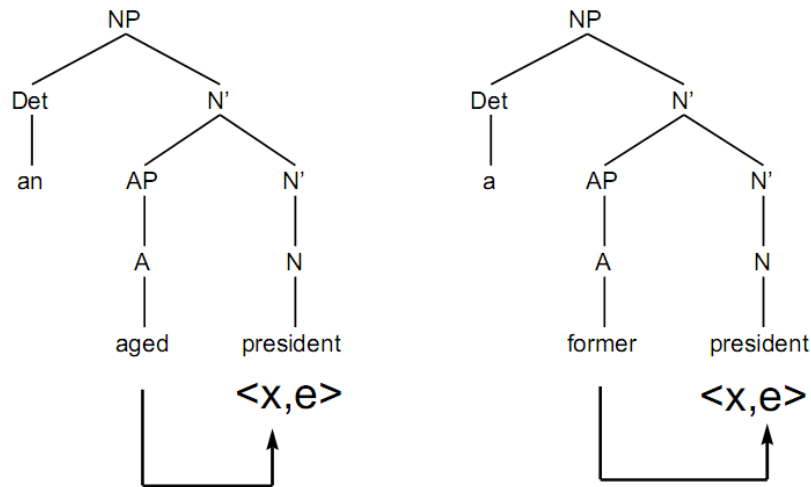 NP NP
Det N’ Det N’
an AP N’ a AP N’
A N A N
aged president former president
<x,e> <x,e>